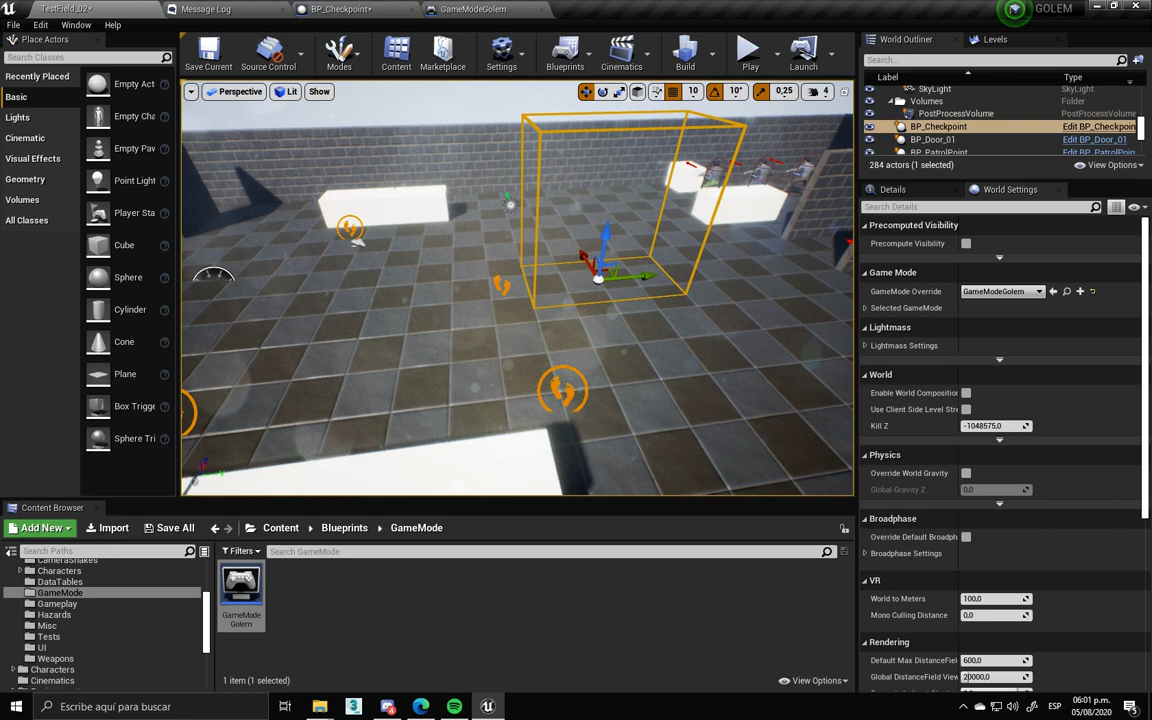 TestField_02*
Message Log
BP_Checkpoint*
GameModeGolem
GOLEM
File Edit Window Help
Place Actors
Search Classes
Recently Placed
Basic
Lights
Cinematic
Visual Effects
Geometry
Volumes
All Classes
Empty Act
Empty Cha
Empty Pav
Point Light
Player Sta
Cube
Sphere
Cylinder
Cone
Plane
Box Trigge
Sphere Tri
Save Current
Source Control
Modes
Content
Marketplace
Settings
Blueprints
Cinematics
Build
Play
Launch
Perspective
Lit
Show
10
10°
0,25
4
World Outliner
Levels
Search...
Label
Type
SkyLight SkyLight
Volumes Folder
PostProcessVolume PostProcessVolume
BP_Checkpoint Edit BP_Checkpoin
BP_Door_01 Edit BP_Door_01
BP_PatrolPoint
284 actors (1 selected)
View Options
Details
World Settings
Search Details
Precomputed Visibility
Precompute Visibility
Game Mode
GameMode Override
GameModeGolem
Selected GameMode
Lightmass
Lightmass Settings
World
Enable World Compositior
Use Client Side Level Stre
Kill Z
-1048575,0
Physics
Override World Gravity
Global Gravity Z
0,0
Broadphase
Override Default Broadph
Broadphase Settings
VR
World to Meters
100,0
Mono Culling Distance
0,0
Rendering
Default Max DistanceFiel
600,0
Global DistanceField View
20000,0
Content Browser
Add New
Import
Save All
Content
Blueprints
GameMode
Search Paths
Filters
Search GameMode
CameraShakes
Characters
DataTables
GameMode
Gameplay
Hazards
Misc
Tests
UI
Weapons
Characters
Cinematics
GameMode
Golem
1 item (1 selected)
View Options
Escribe aquí para buscar
ESP
06:01 p.m.
05/08/2020
5